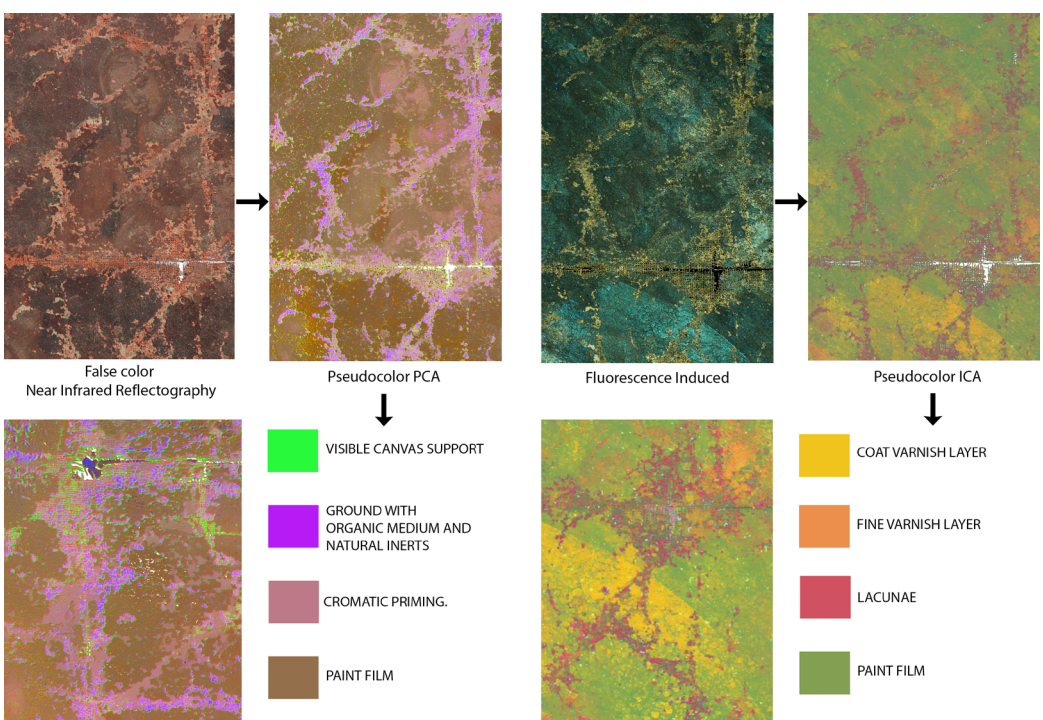 False color
Near Infrared Reflectography
Pseudocolor PCA
Fluorescence Induced
Pseudocolor ICA
VISIBLE CANVAS SUPPORT
GROUND WITH
ORGANIC MEDIUM AND
NATURAL INERTS
CROMATIC PRIMING.
PAINT FILM
COAT VARNISH LAYER
FINE VARNISH LAYER
LACUNAE
PAINT FILM